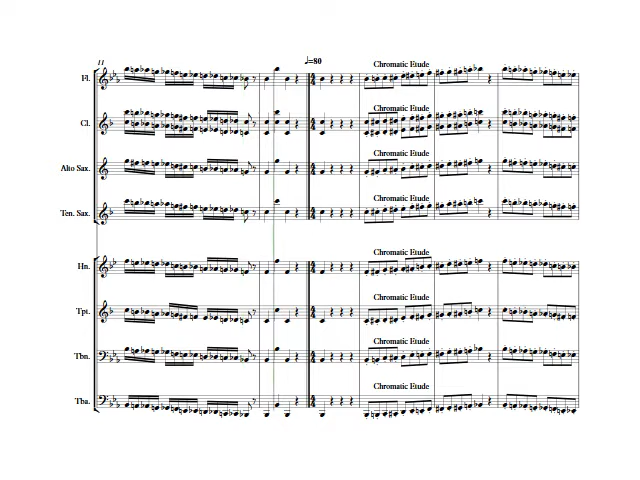 11
♩=80
Chromatic Etude
Fl.
Chromatic Etude
Cl.
Chromatic Etude
Alto Sax.
Chromatic Etude
Ten. Sax.
Chromatic Etude
Hn.
Chromatic Etude
Tpt.
Chromatic Etude
Tbn.
Chromatic Etude
Tba.